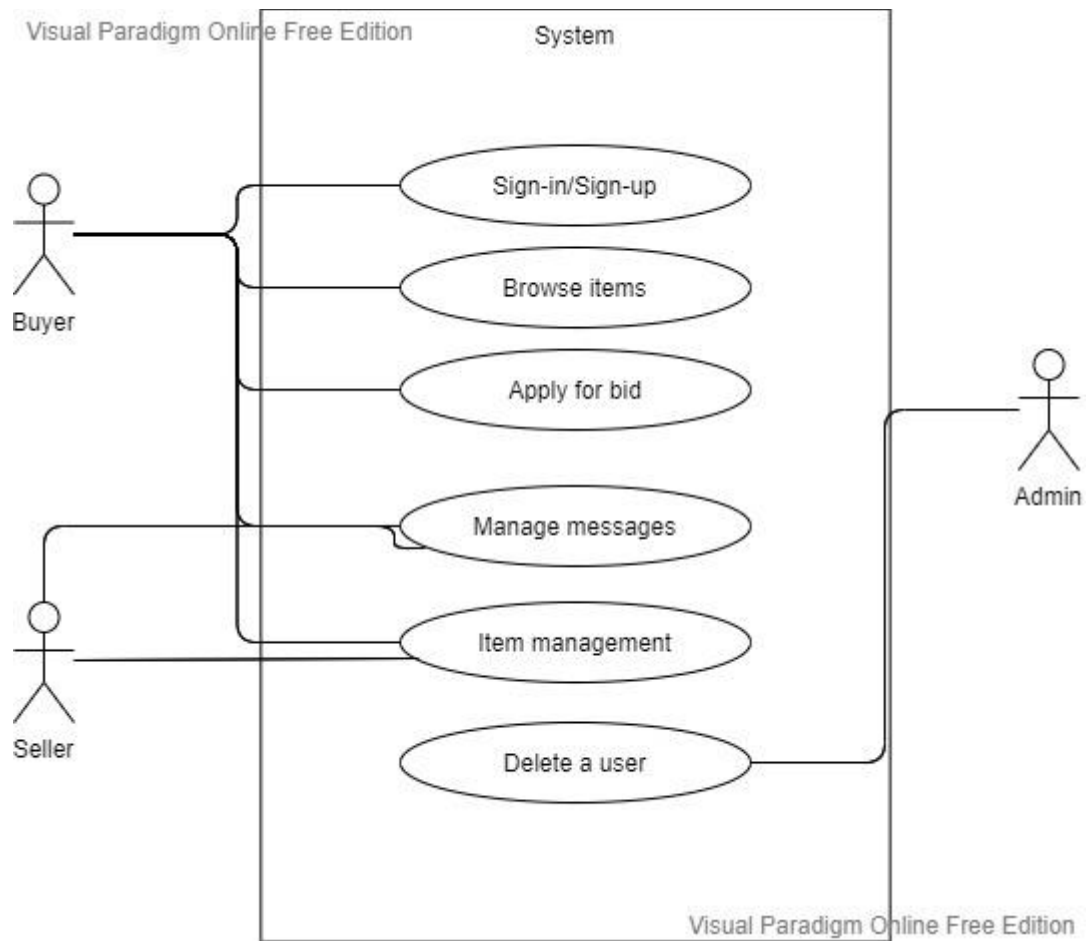 Visual Paradigm Online Free Edition
System
Sign-in/Sign-up
Browse items
Buyer
Apply for bid
Admin
Manage messages
Item management
Seller
Delete a user
Visual Paradigm Online Free Edition